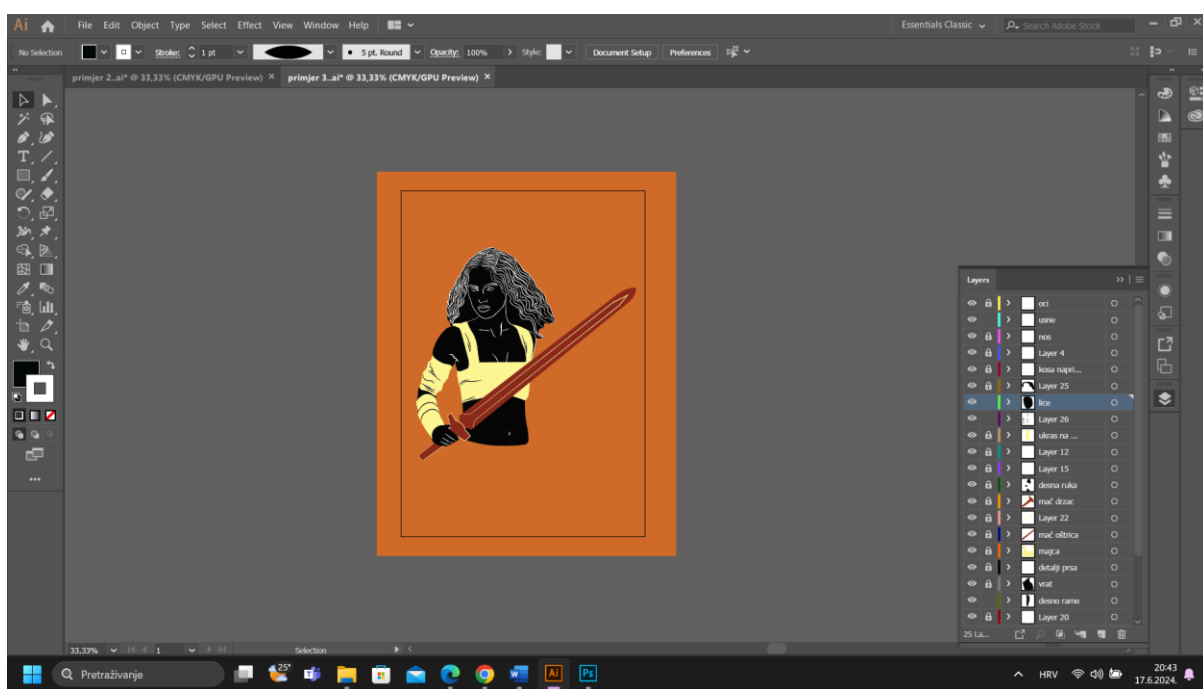 Ai File Edit Object Type Select Effect View Window Help Essentials Classic Search Adobe Stock
No Selection Stroke: 1 pt 5 pt. Round Opacity: 100% Style: Document Setup Preferences
primjer 2..ai* @ 33,33% (CMYK/GPU Preview) × primjer 3..ai* @ 33,33% (CMYK/GPU Preview) ×
Layers
oci
usne
nos
Layer 4
kosa napri...
Layer 25
lice
Layer 26
ukras na ...
Layer 12
Layer 15
desna ruka
mač drzac
Layer 22
mač oštrica
majca
detalji prsa
vrat
desno rame
Layer 20
25 La...
33,33% 1 Selection
Pretraživanje 25° Ai Ps HRV 20:43
17.6.2024.